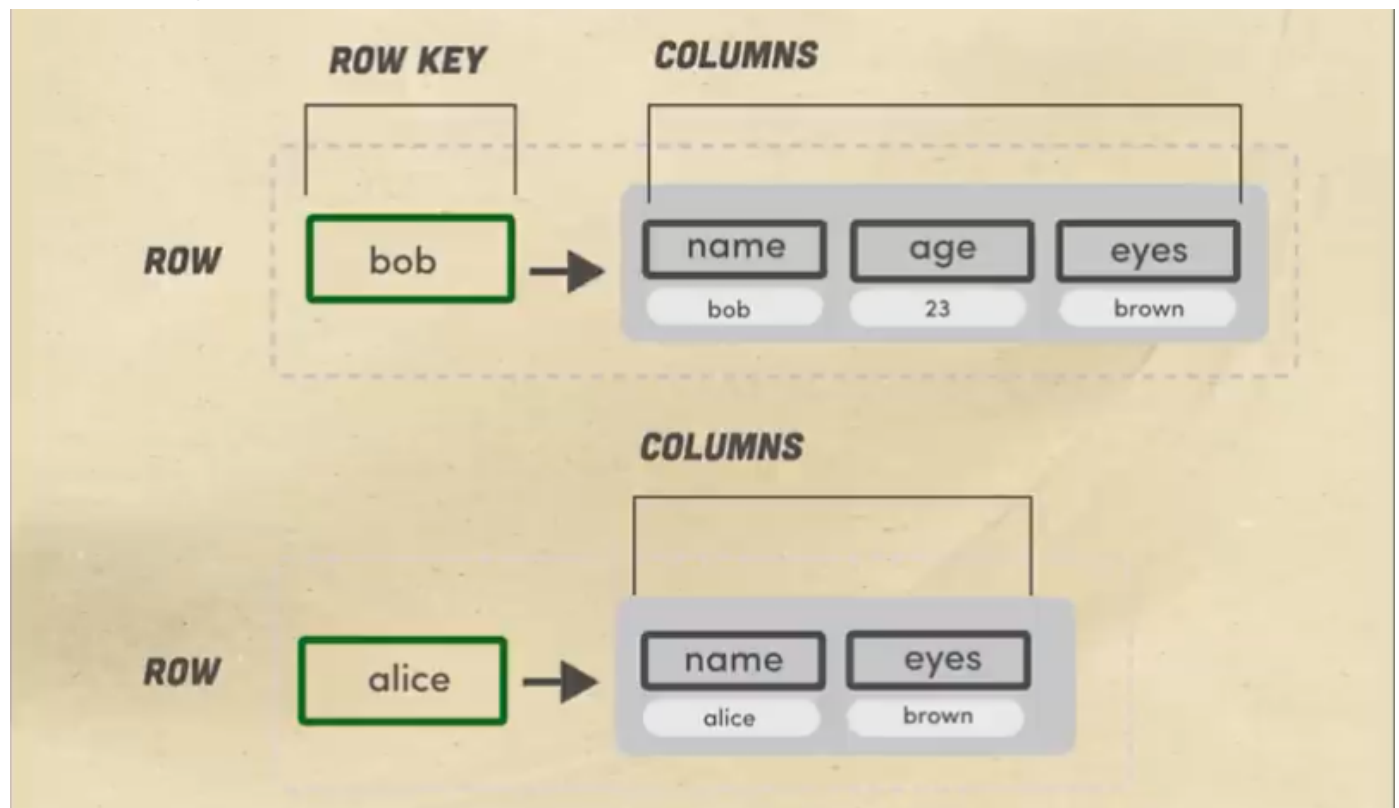 ROW KEY
COLUMNS
ROW
bob
name
age
eyes
bob
23
brown
COLUMNS
ROW
alice
name
eyes
alice
brown